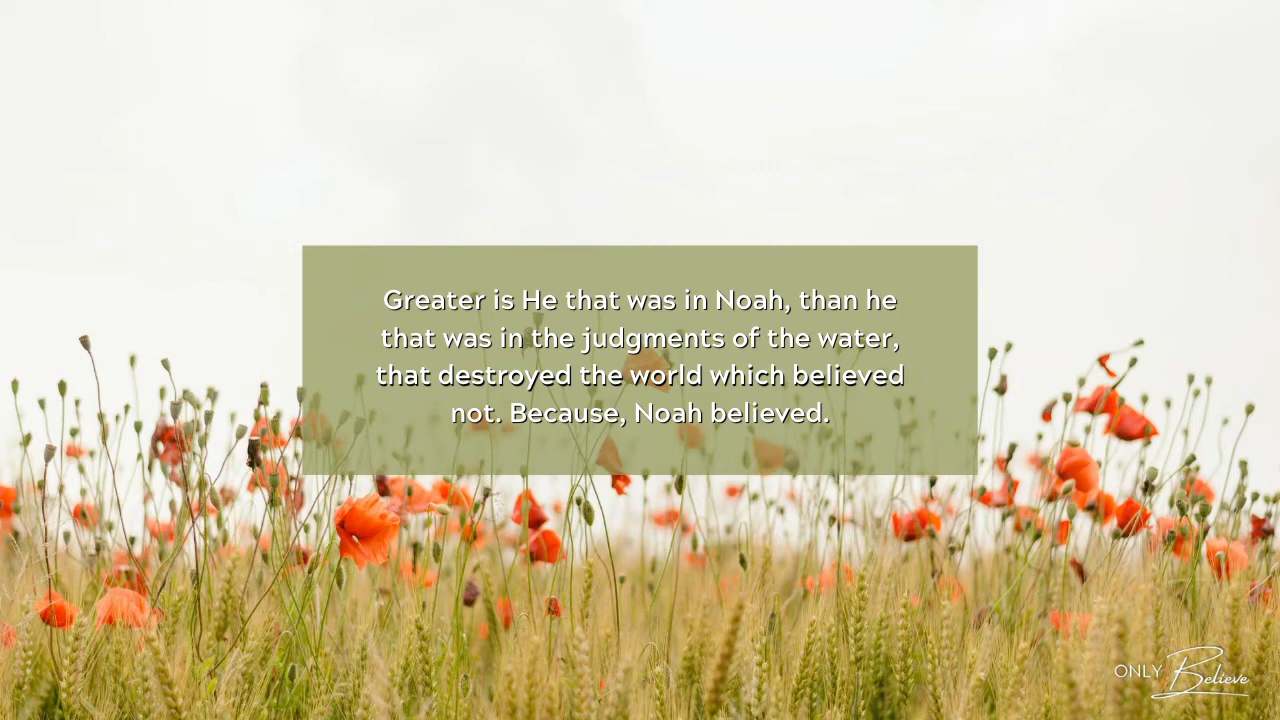 Greater is He that was in Noah, than he
that was in the judgments of the water,
that destroyed the world which believed
not. Because, Noah believed.
ONLY Believe